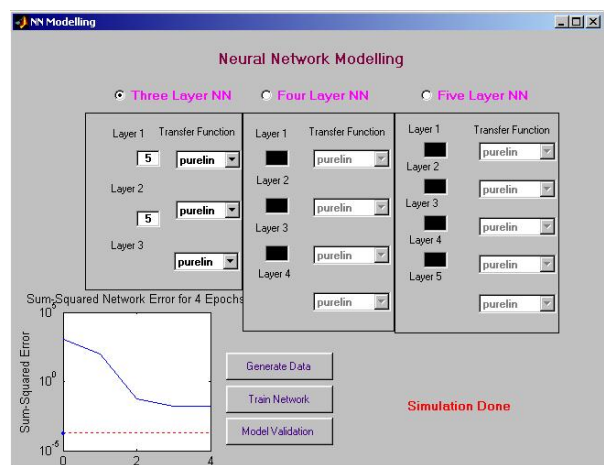 NN Modelling
Neural Network Modelling
Three Layer NN
Four Layer NN
Five Layer NN
Layer 1 Transfer Function
5 purelin
Layer 2
5 purelin
Layer 3
purelin
Layer 1 Transfer Function
purelin
Layer 2
purelin
Layer 3
purelin
Layer 4
purelin
Layer 1 Transfer Function
purelin
Layer 2
purelin
Layer 3
purelin
Layer 4
purelin
Layer 5
purelin
Sum-Squared Network Error for 4 Epochs
Sum-Squared Error
10^5
10^0
10^-5
0 2 4
Generate Data
Train Network
Model Validation
Simulation Done